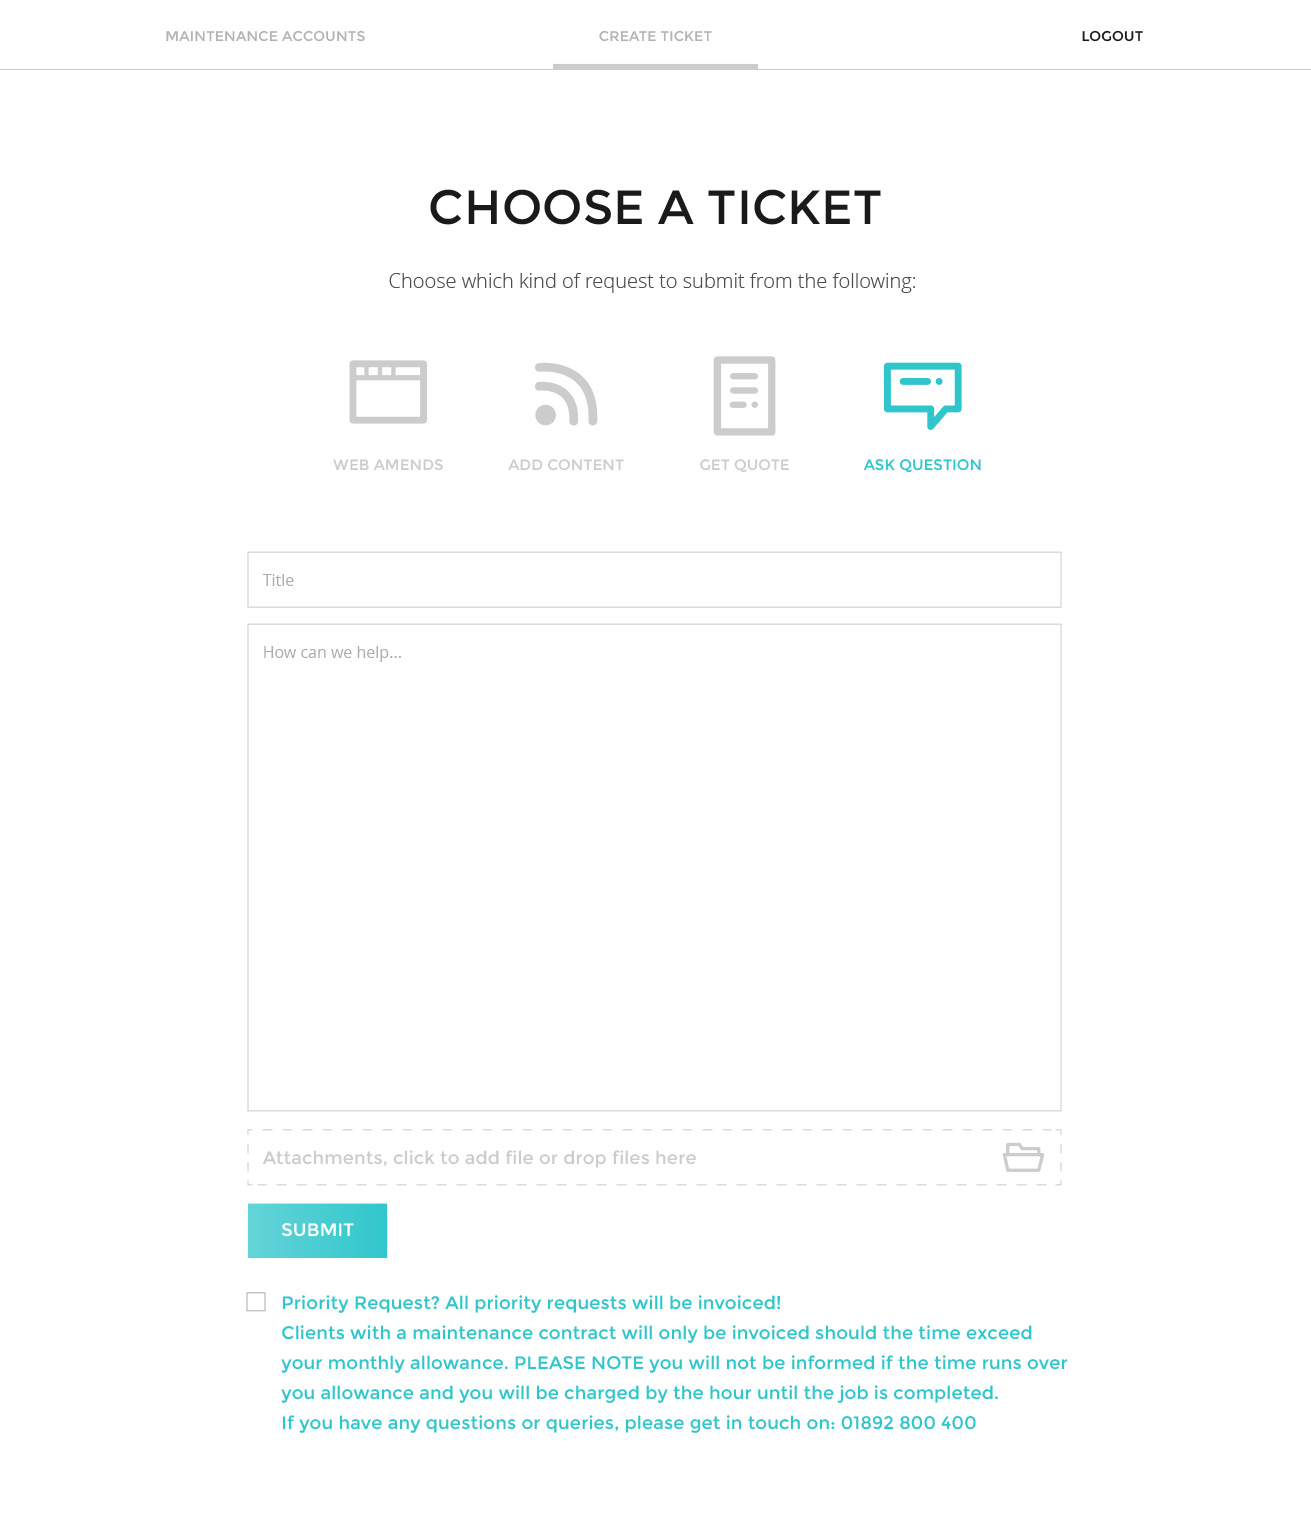 MAINTENANCE ACCOUNTS
CREATE TICKET
LOGOUT
CHOOSE A TICKET
Choose which kind of request to submit from the following:
WEB AMENDS
ADD CONTENT
GET QUOTE
ASK QUESTION
Title
How can we help...
Attachments, click to add file or drop files here
SUBMIT
Priority Request? All priority requests will be invoiced!
Clients with a maintenance contract will only be invoiced should the time exceed
your monthly allowance. PLEASE NOTE you will not be informed if the time runs over
you allowance and you will be charged by the hour until the job is completed.
If you have any questions or queries, please get in touch on: 01892 800 400